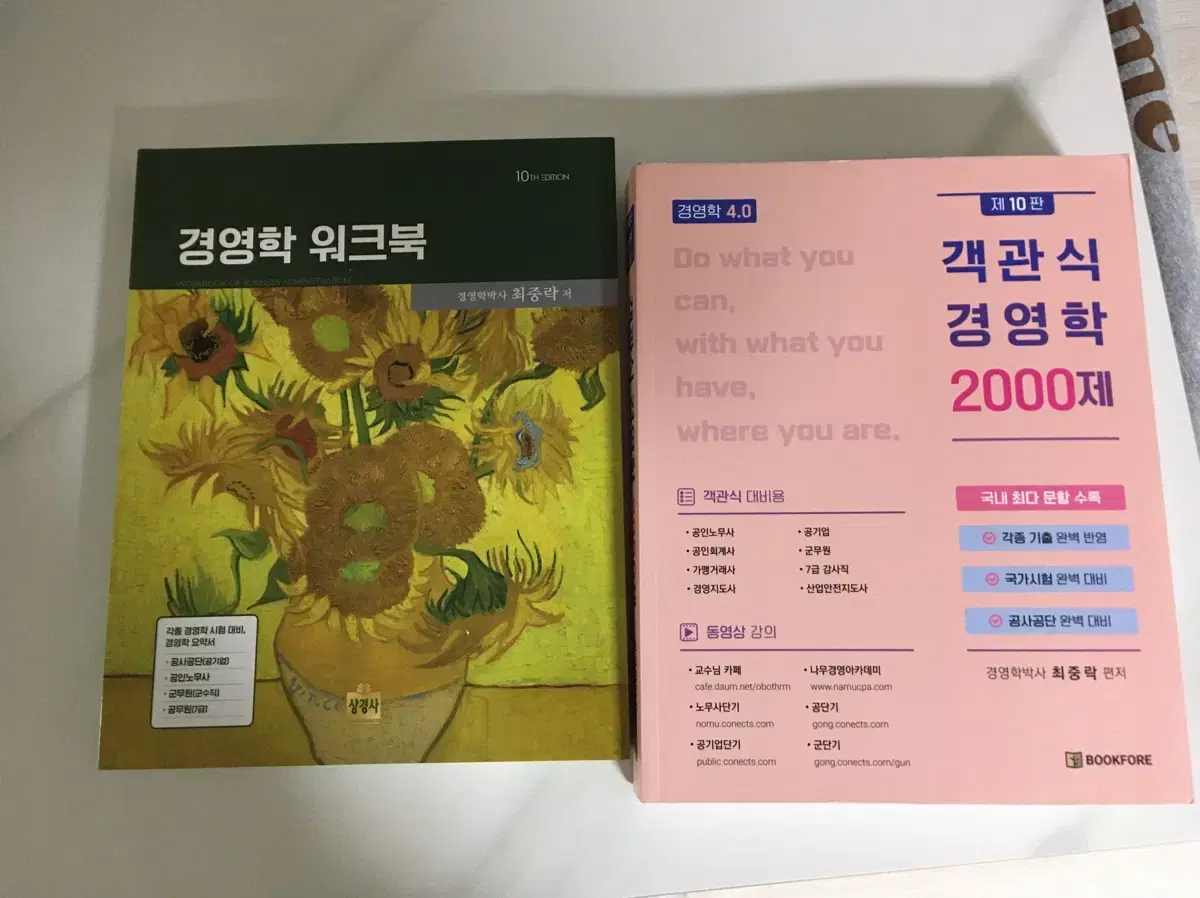 10TH EDITION
경영학 워크북
WORKBOOK OF BUSINESS ADMINISTRATION
경영학박사 최중락 저
각종 경영학 시험 대비,
경영학 요약서
· 공사공단(공기업)
· 공인노무사
· 군무원(군수직)
· 공무원(7급)
상경사
경영학 4.0
Do what you
can,
with what you
have,
where you are.
제 10 판
객관식
경영학
2000제
국내 최다 문항 수록
각종 기출 완벽 반영
국가시험 완벽 대비
공사공단 완벽 대비
경영학박사 최중락 편저
객관식 대비용
• 공인노무사
• 공기업
• 공인회계사
• 군무원
• 가맹거래사
• 7급 감사직
• 경영지도사
• 산업안전지도사
동영상 강의
• 교수님 카페
cafe.daum.net/obothrm
• 나무경영아카데미
www.namucpa.com
• 노무사단기
nomu.conects.com
• 공단기
gong.conects.com
• 공기업단기
public.conects.com
• 군단기
gong.conects.com/gun
BOOKFORE
me